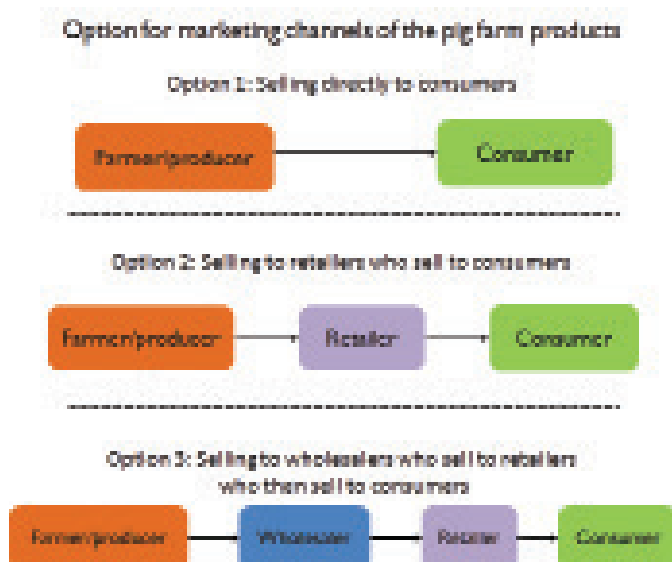 Option for marketing channels of the pig farm products
Option 1: Selling directly to consumers
Farmer/producer
Consumer
Option 2: Selling to retailers who sell to consumers
Farmer/producer
Retailer
Consumer
Option 3: Selling to wholesalers who sell to retailers
who then sell to consumers
Farmer/producer
Wholesaler
Retailer
Consumer